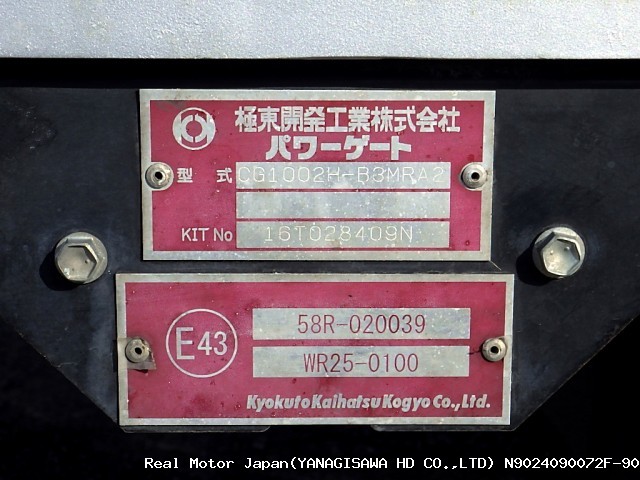 極東開発工業株式会社
パワーゲート
型 式 CG1002H-B8MRA2
KIT No 16T028409N
E43
58R-020039
WR25-0100
Kyokuto Kaihatsu Kogyo Co.,Ltd.
Real Motor Japan(YANAGISAWA HD CO.,LTD) N9024090072F-90